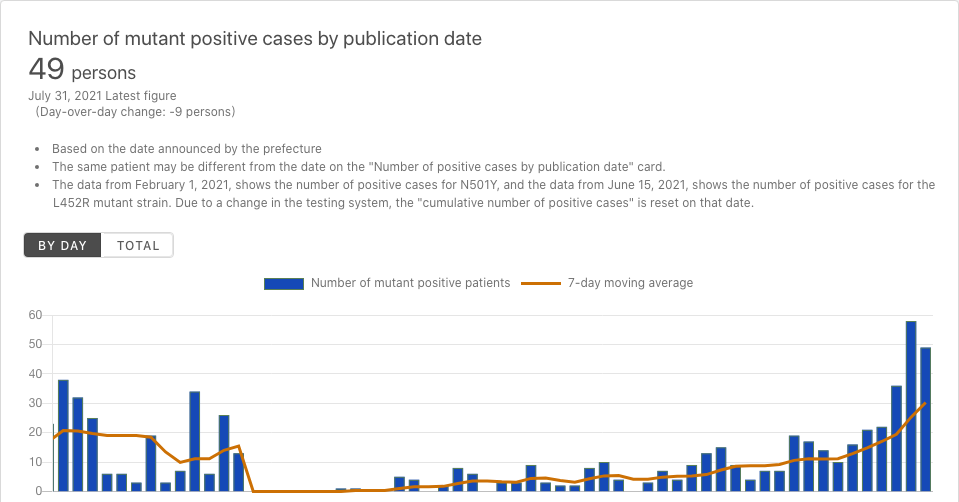 Number of mutant positive cases by publication date
49 persons
July 31, 2021 Latest figure
(Day-over-day change: -9 persons)
• Based on the date announced by the prefecture
• The same patient may be different from the date on the "Number of positive cases by publication date" card.
• The data from February 1, 2021, shows the number of positive cases for N501Y, and the data from June 15, 2021, shows the number of positive cases for the
L452R mutant strain. Due to a change in the testing system, the "cumulative number of positive cases" is reset on that date.
BY DAY TOTAL
Number of mutant positive patients 7-day moving average
60
50
40
30
20
10
0